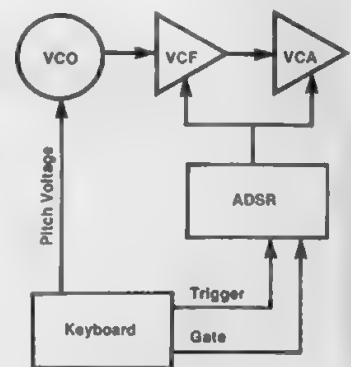 VCO
VCF
VCA
Pitch Voltage
ADSR
Trigger
Keyboard
Gate